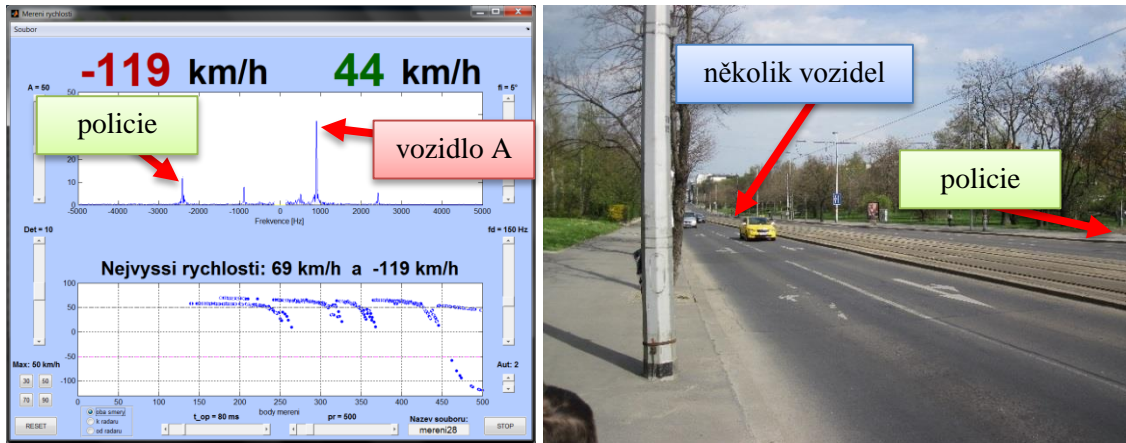 Mereni rychlosti
Soubor
-119 km/h 44 km/h
A = 50
fi = 5°
50
20
10
0
policie
vozidlo A
-5000 -4000 -3000 -2000 -1000 0 1000 2000 3000 4000 5000
Frekvence [Hz]
Det = 10
fd = 150 Hz
Nejvyssi rychlosti: 69 km/h a -119 km/h
100
50
0
-50
-100
0 50 100 150 200 250 300 350 400 450 500
body mereni
Max: 50 km/h
Aut: 2
30 50
70 90
oba smery
k radaru
od radaru
t_op = 80 ms
pr = 500
Nazev souboru:
mereni28
RESET
STOP
několik vozidel
policie